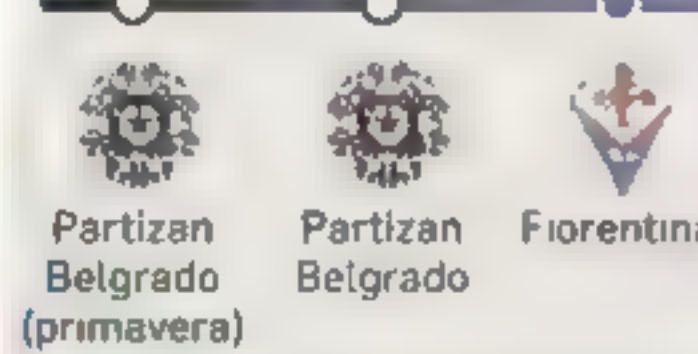 Partizan
Belgrado
(primavera)
Partizan
Belgrado
Fiorentina